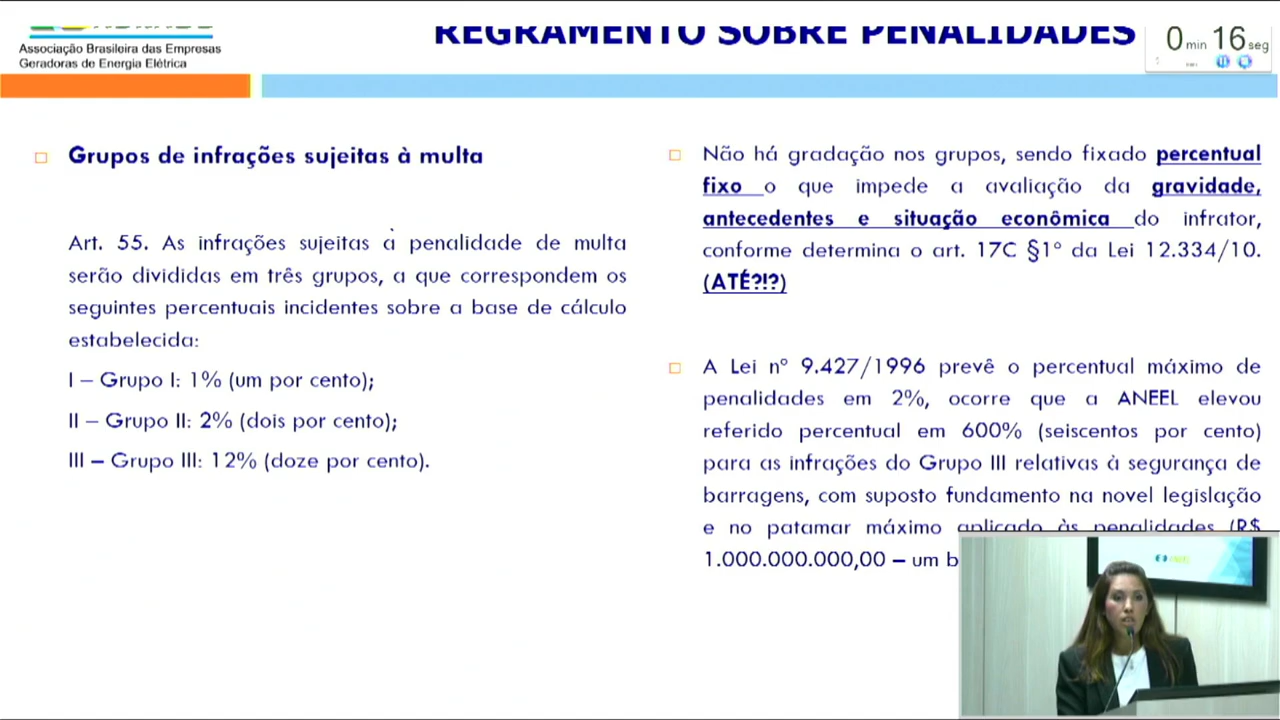 REGRAMENTO SOBRE PENALIDADES
0 min 16 seg
Associação Brasileira das Empresas
Geradoras de Energia Elétrica
Grupos de infrações sujeitas à multa
Art. 55. As infrações sujeitas à penalidade de multa
serão divididas em três grupos, a que correspondem os
seguintes percentuais incidentes sobre a base de cálculo
estabelecida:
I – Grupo I: 1% (um por cento);
II – Grupo II: 2% (dois por cento);
III – Grupo III: 12% (doze por cento).
Não há gradação nos grupos, sendo fixado percentual
fixo o que impede a avaliação da gravidade,
antecedentes e situação econômica do infrator,
conforme determina o art. 17C §1° da Lei 12.334/10.
(ATÉ?!?)
A Lei nº 9.427/1996 prevê o percentual máximo de
penalidades em 2%, ocorre que a ANEEL elevou
referido percentual em 600% (seiscentos por cento)
para as infrações do Grupo III relativas à segurança de
barragens, com suposto fundamento na novel legislação
e no patamar máximo aplicado às penalidades (R$
1.000.000.000,00 – um b